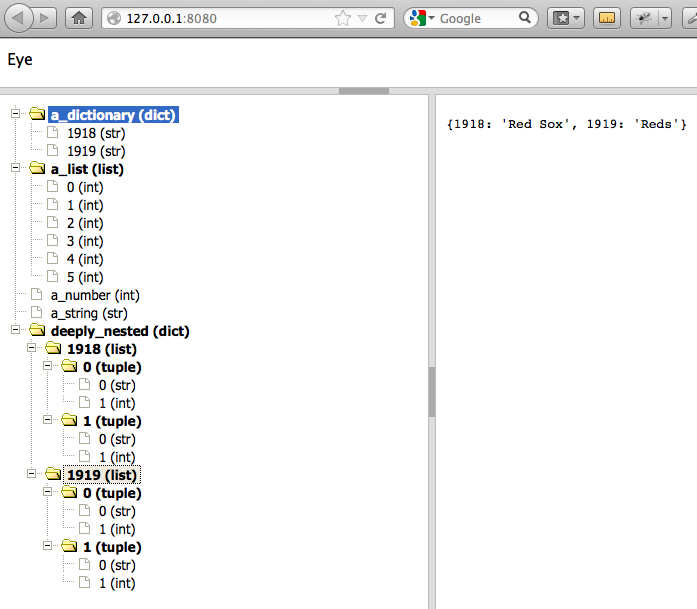 127.0.0.1:8080
Google
Eye
a_dictionary (dict)
1918 (str)
1919 (str)
a_list (list)
0 (int)
1 (int)
2 (int)
3 (int)
4 (int)
5 (int)
a_number (int)
a_string (str)
deeply_nested (dict)
1918 (list)
0 (tuple)
0 (str)
1 (int)
1 (tuple)
0 (str)
1 (int)
1919 (list)
0 (tuple)
0 (str)
1 (int)
1 (tuple)
0 (str)
1 (int)
{1918: 'Red Sox', 1919: 'Reds'}